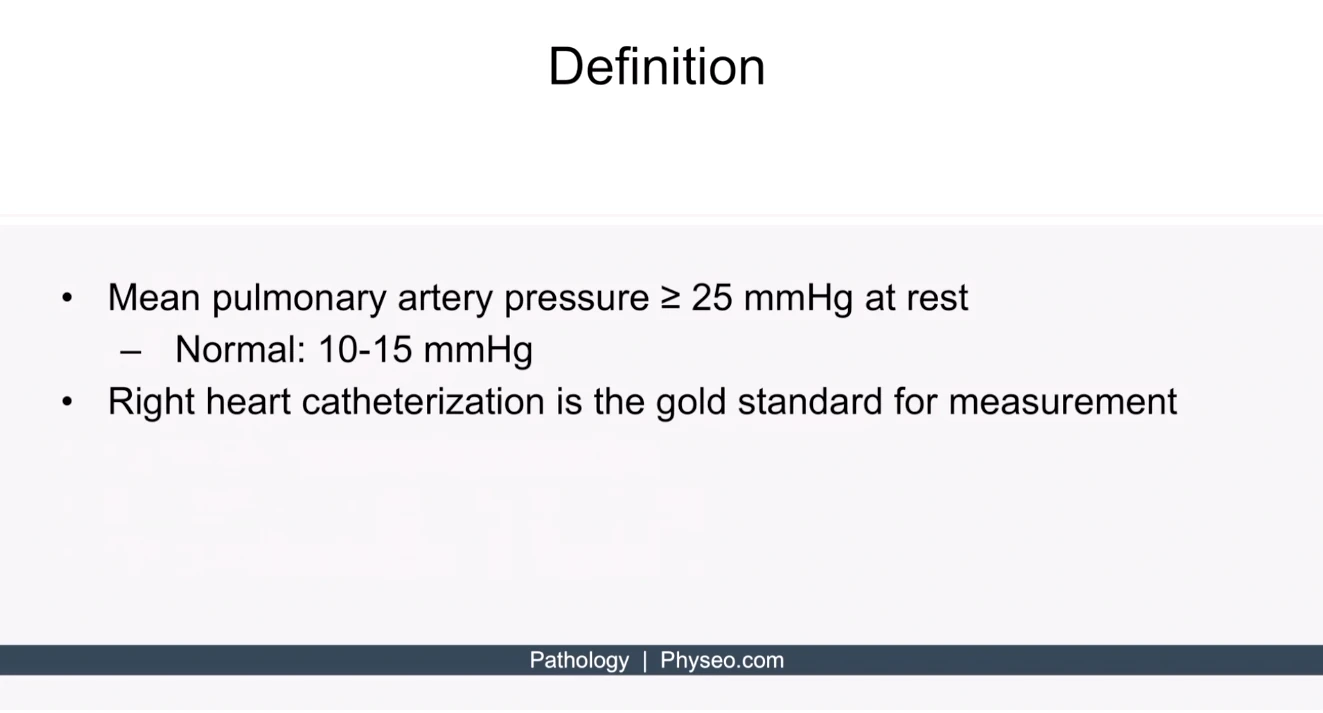 Definition
• Mean pulmonary artery pressure ≥ 25 mmHg at rest
– Normal: 10-15 mmHg
• Right heart catheterization is the gold standard for measurement
Pathology | Physeo.com